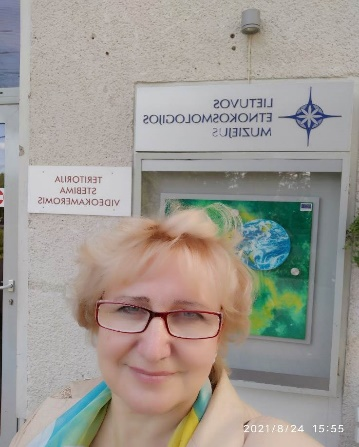 LIETUVOS
ETNOKOSMOLOGIJOS
MUZIEJUS
TERITORIJA
STEBIMA
VIDEOKAMEROMIS
2021/8/24 15:55